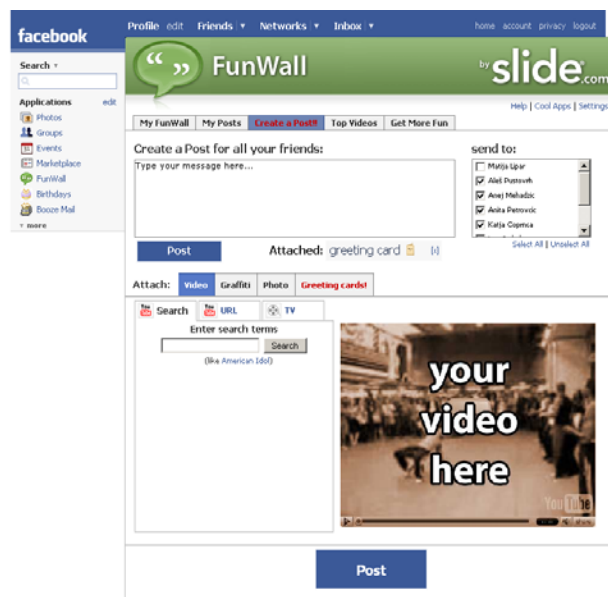 facebook
Profile edit Friends Networks Inbox
home account privacy logout
Search
Applications edit
Photos
Groups
Events
Marketplace
FunWall
Birthdays
Booze Mail
more
FunWall
by slide.com
Help | Cool Apps | Settings
My FunWall My Posts Create a Post!! Top Videos Get More Fun
Create a Post for all your friends:
send to:
Type your message here...
Matija Lipar
Aleš Pustovrh
Anej Mehadzic
Anita Petrovcic
Katja Coprnca
Select All | Unselect All
Post
Attached: greeting card [x]
Attach: Video Graffiti Photo Greeting cards!
Search URL TV
Enter search terms
Search
(like American Idol)
your
video
here
YouTube
Post